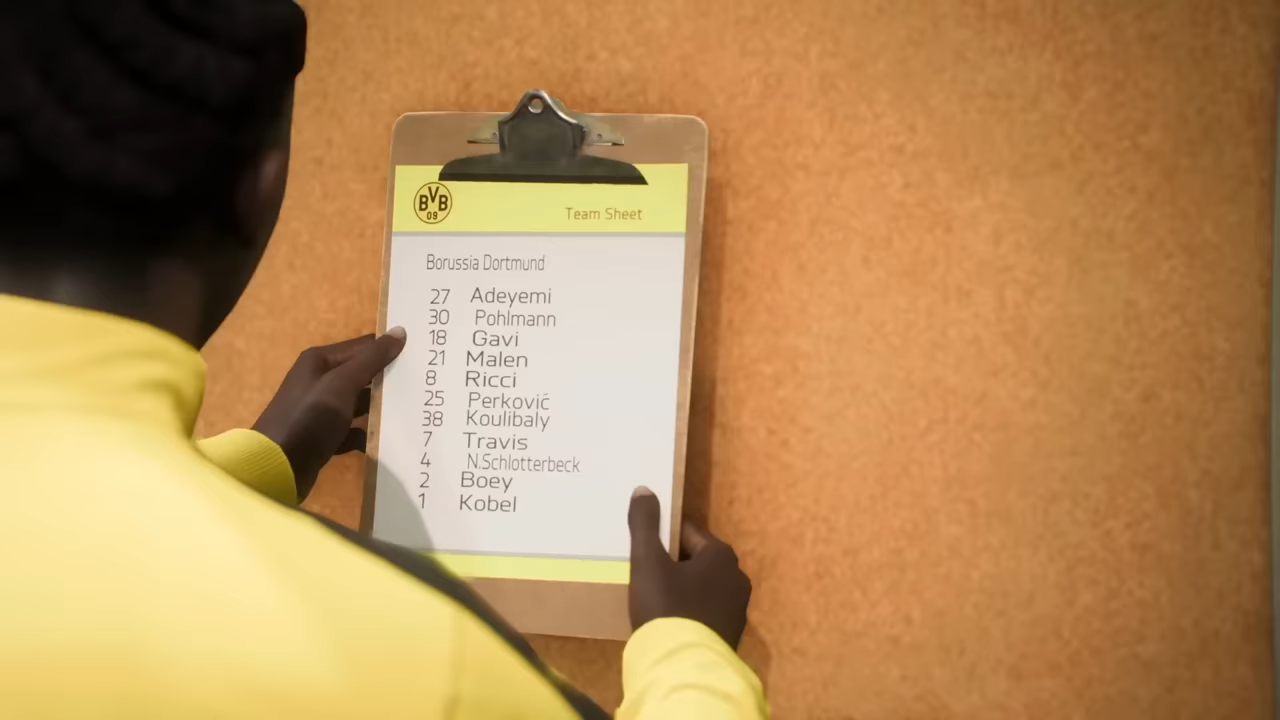 BVB
09
Team Sheet
Borussia Dortmund
27 Adeyemi
30 Pohlmann
18 Gavi
21 Malen
8 Ricci
25 Perković
38 Koulibaly
7 Travis
4 N.Schlotterbeck
2 Boey
1 Kobel